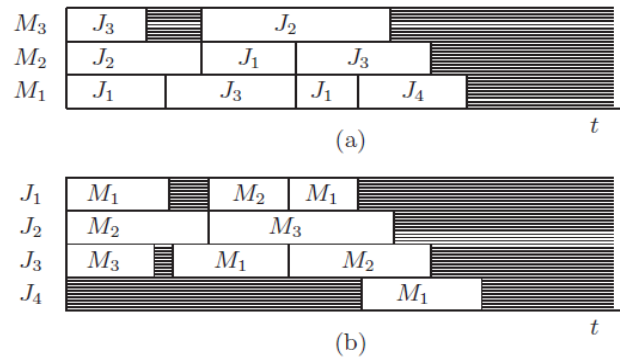 M₃ J₃ J₂
M₂ J₂ J₁ J₃
M₁ J₁ J₃ J₁ J₄
t
(a)
J₁ M₁ M₂ M₁
J₂ M₂ M₃
J₃ M₃ M₁ M₂
J₄ M₁
t
(b)